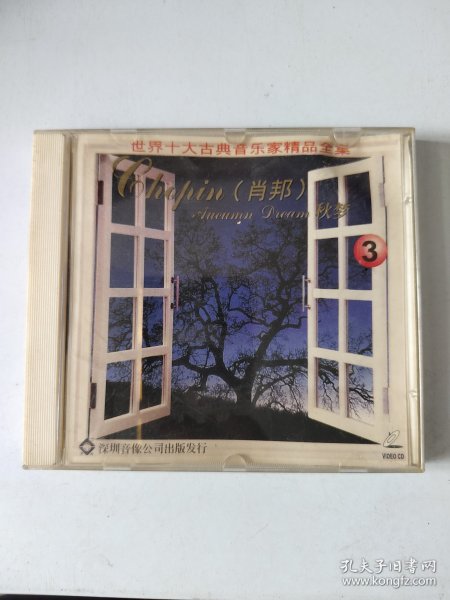 世界十大古典音乐家精品全集
Chopin（肖邦）
Autumn Dream 秋梦
3
深圳音像公司出版发行
VIDEO CD
孔夫子旧书网
www.kongfz.com